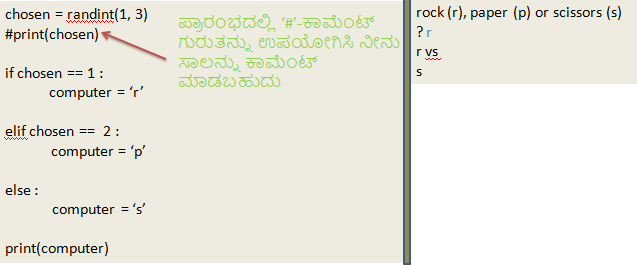 chosen = randint(1, 3)
#print(chosen)
if chosen == 1 :
computer = ‘r’
elif chosen == 2 :
computer = ‘p’
else :
computer = ‘s’
print(computer)
ಪ್ರಾರಂಭದಲ್ಲಿ ‘#’-ಕಾಮೆಂಟ್
ಗುರುತನ್ನು ಉಪಯೋಗಿಸಿ ನೀನು
ಸಾಲನ್ನು ಕಾಮೆಂಟ್
ಮಾಡಬಹುದು
rock (r), paper (p) or scissors (s)
? r
r vs
s